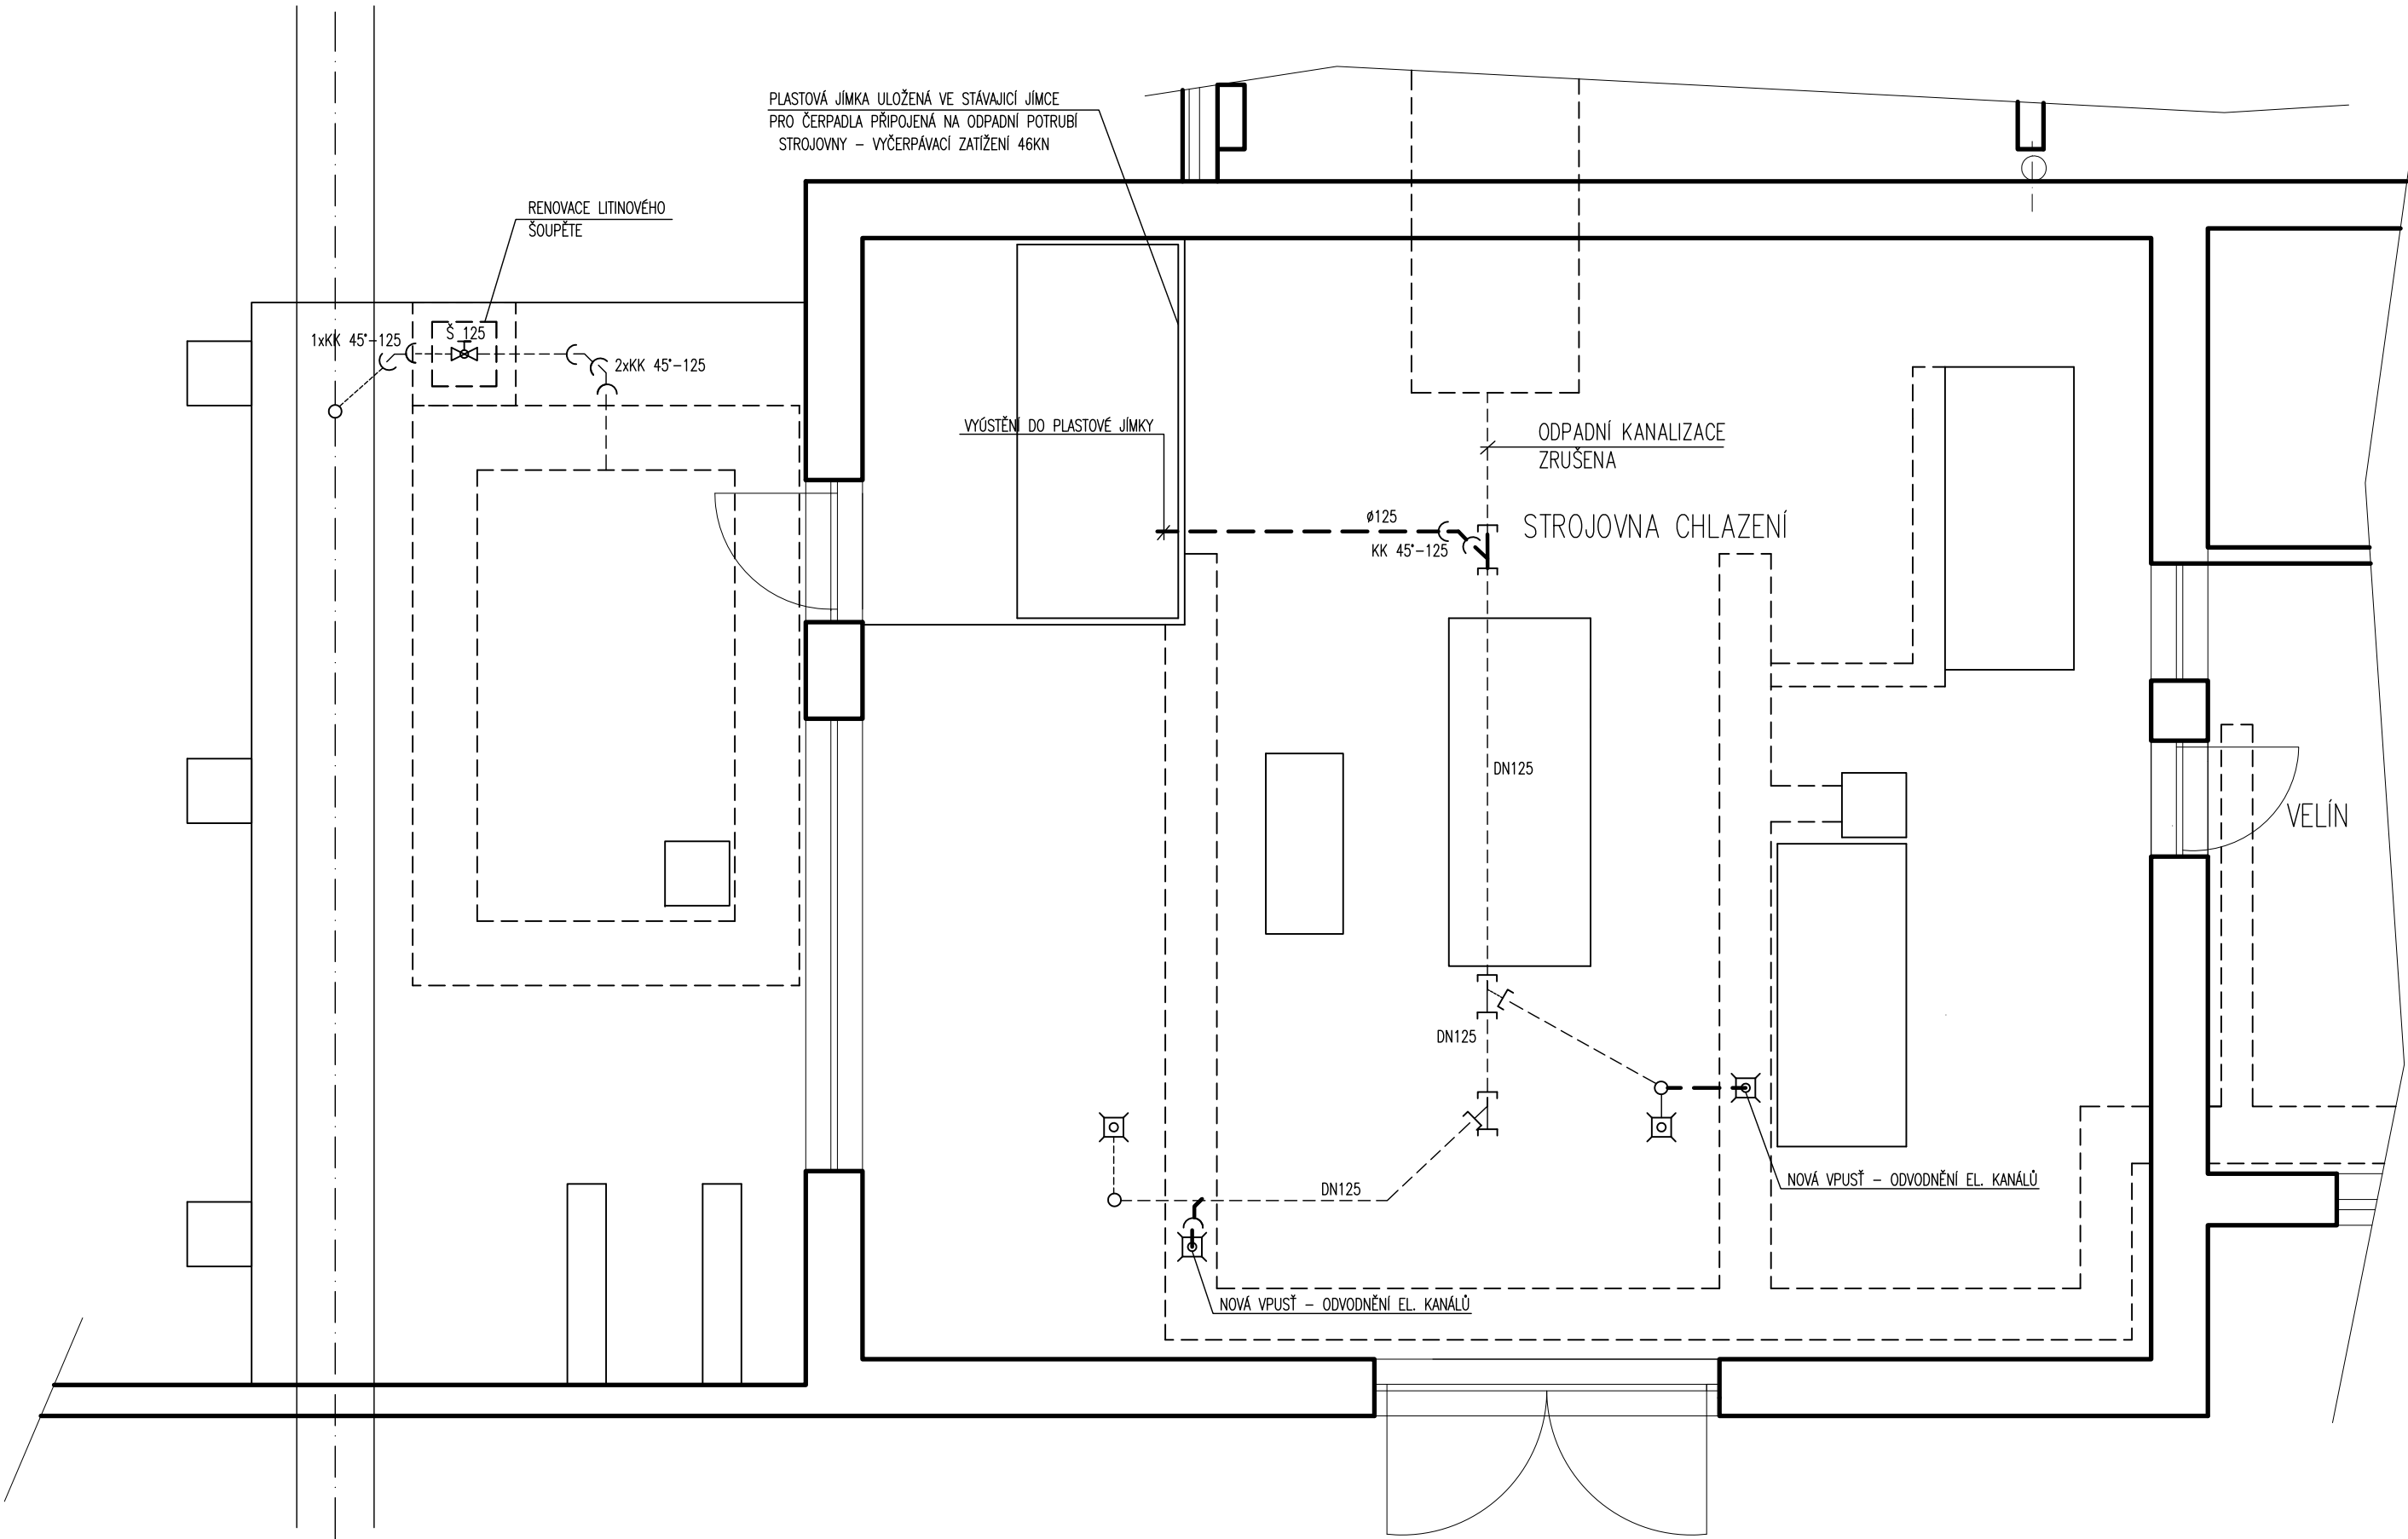 PLASTOVÁ JÍMKA ULOŽENÁ VE STÁVAJICÍ JÍMCE
PRO ČERPADLA PŘIPOJENÁ NA ODPADNÍ POTRUBÍ
STROJOVNY – VYČERPÁVACÍ ZATÍŽENÍ 46KN
RENOVACE LITINOVÉHO
ŠOUPĚTE
1xKK 45°–125
Š 125
2xKK 45°–125
VYÚSTĚNÍ DO PLASTOVÉ JÍMKY
ODPADNÍ KANALIZACE
ZRUŠENA
ø125
STROJOVNA CHLAZENÍ
KK 45°–125
DN125
VELÍN
DN125
DN125
NOVÁ VPUSŤ – ODVODNĚNÍ EL. KANÁLŮ
NOVÁ VPUSŤ – ODVODNĚNÍ EL. KANÁLŮ